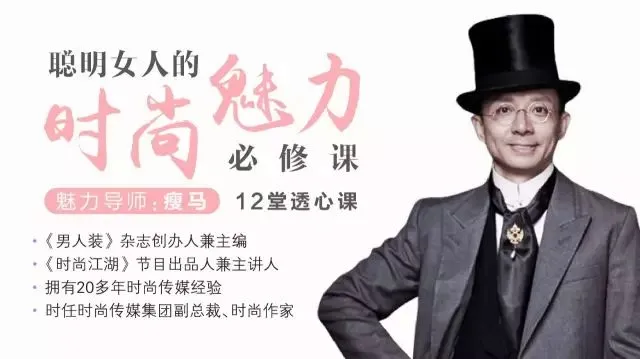 聪明女人的
时尚魅力
必修课
魅力导师:瘦马 12堂透心课
·《男人装》杂志创办人兼主编
·《时尚江湖》节目出品人兼主讲人
·拥有20多年时尚传媒经验
·时任时尚传媒集团副总裁、时尚作家